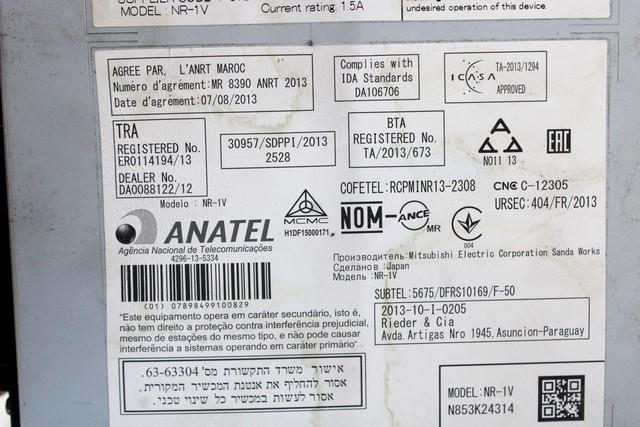 MODEL: NR-1V
Current rating 1.5A
undesired operation of this device.
AGREE PAR, L'ANRT MAROC
Numéro d'agrément:MR 8390 ANRT 2013
Date d'agrément:07/08/2013
Complies with
IDA Standards
DA106706
ICASA
TA-2013/1294
APPROVED
TRA
REGISTERED No.
ER0114194/13
DEALER No.
DA0088122/12
30957/SDPPI/2013
2528
BTA
REGISTERED No.
TA/2013/673
N011 13
EAC
Modelo: NR-1V
ANATEL
Agência Nacional de Telecomunicações
4296-13-5334
(01) 07898499100829
MCMC
H1DF15000171
COFETEL:RCPMINR13-2308
NOM-ANCE
MR
004
CNC C-12305
URSEC:404/FR/2013
Производитель:Mitsubishi Electric Corporation Sanda Works
Сделанов :Japan
Модель:NR-1V
SUBTEL:5675/DFRS10169/F-50
2013-10-I-0205
Rieder & Cia
Avda.Artigas Nro 1945,Asuncion-Paraguay
"Este equipamento opera em caráter secundário, isto é,
não tem direito a proteção contra interferência prejudicial,
mesmo de estações do mesmo tipo, e não pode causar
interferência a sistemas operando em caráter primário"
אישור משרד התקשורת מס' 63-63304.
אסור להחליף את אנטנת המכשיר המקורית.
אסור לעשות במכשיר כל שינוי טכני.
MODEL:NR-1V
N853K24314